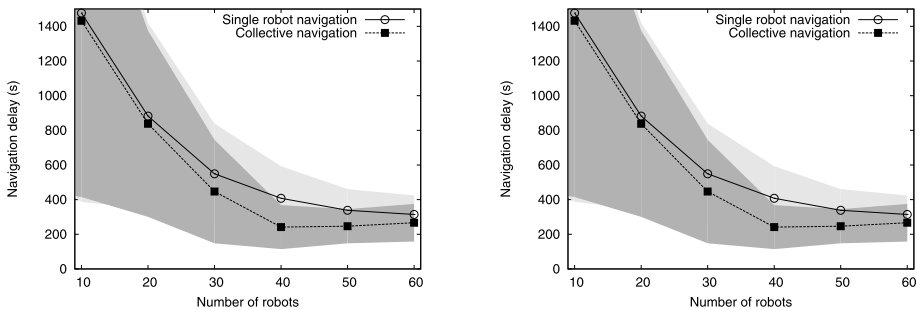 Single robot navigation
Collective navigation
Navigation delay (s)
1400
1200
1000
800
600
400
200
0
10 20 30 40 50 60
Number of robots
Single robot navigation
Collective navigation
Navigation delay (s)
1400
1200
1000
800
600
400
200
0
10 20 30 40 50 60
Number of robots